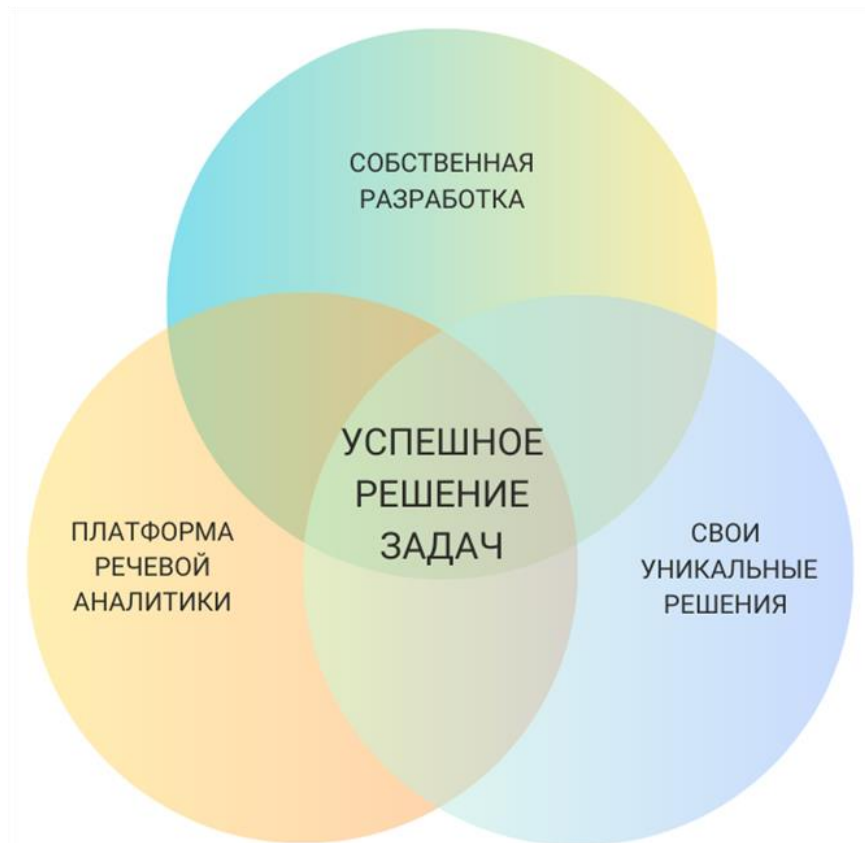 СОБСТВЕННАЯ
РАЗРАБОТКА
УСПЕШНОЕ
РЕШЕНИЕ
ЗАДАЧ
ПЛАТФОРМА
РЕЧЕВОЙ
АНАЛИТИКИ
СВОИ
УНИКАЛЬНЫЕ
РЕШЕНИЯ